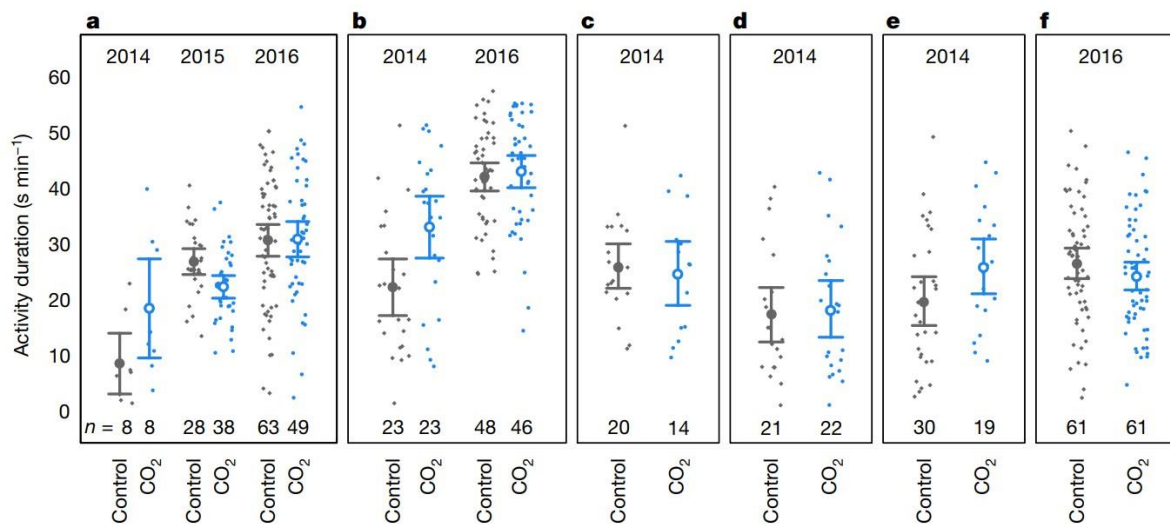 a b c d e f
2014 2015 2016 2014 2016 2014 2014 2014 2016
Activity duration (s min⁻¹)
60
50
40
30
20
10
0
n = 8 8 28 38 63 49 23 23 48 46 20 14 21 22 30 19 61 61
Control CO₂ Control CO₂ Control CO₂ Control CO₂ Control CO₂ Control CO₂ Control CO₂ Control CO₂ Control CO₂